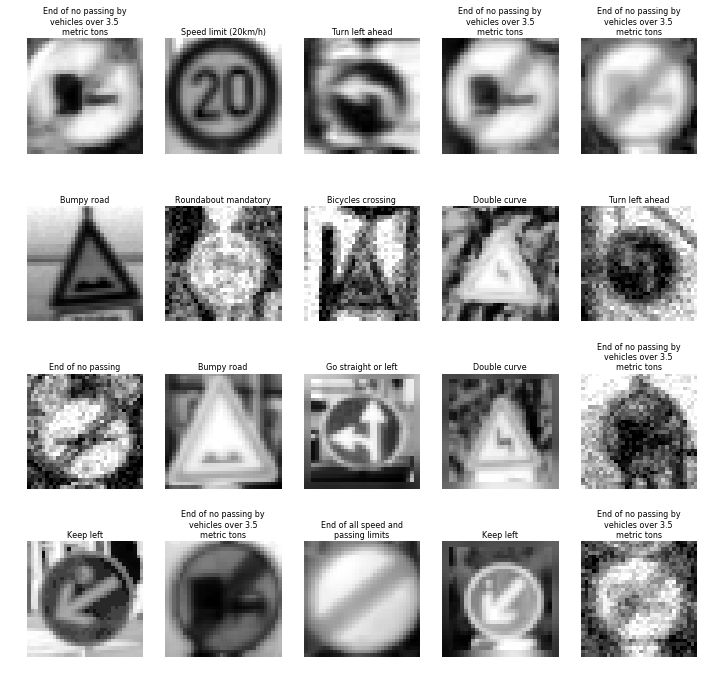 End of no passing by
vehicles over 3.5
metric tons
Speed limit (20km/h)
Turn left ahead
End of no passing by
vehicles over 3.5
metric tons
End of no passing by
vehicles over 3.5
metric tons
20
Bumpy road
Roundabout mandatory
Bicycles crossing
Double curve
Turn left ahead
End of no passing
Bumpy road
Go straight or left
Double curve
End of no passing by
vehicles over 3.5
metric tons
Keep left
End of no passing by
vehicles over 3.5
metric tons
End of all speed and
passing limits
Keep left
End of no passing by
vehicles over 3.5
metric tons